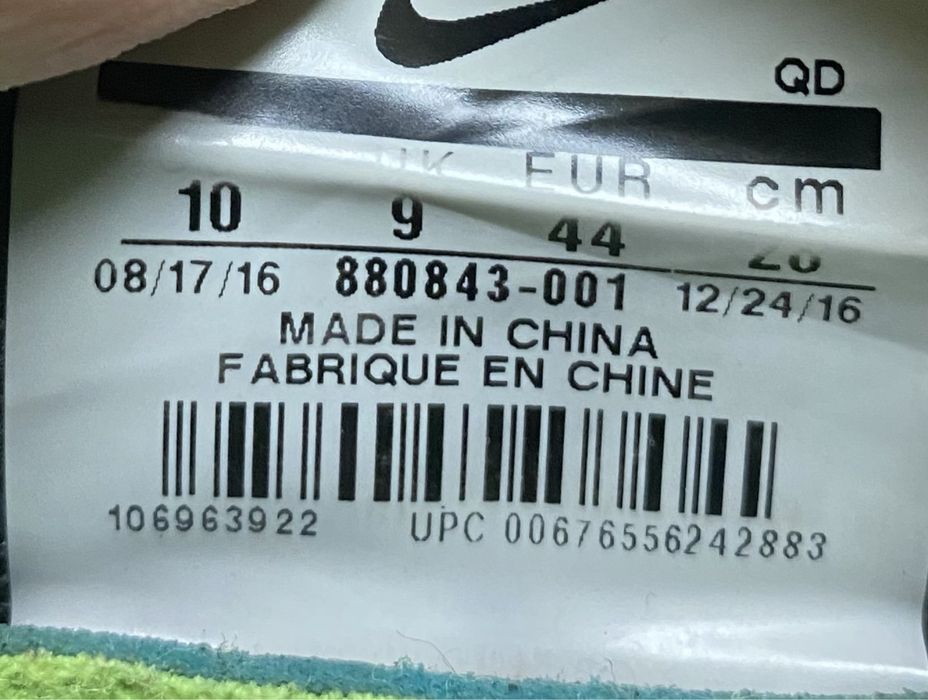 QD
UK EUR cm
10 9 44
08/17/16 880843-001 12/24/16
MADE IN CHINA
FABRIQUE EN CHINE
106963922 UPC 00676556242883